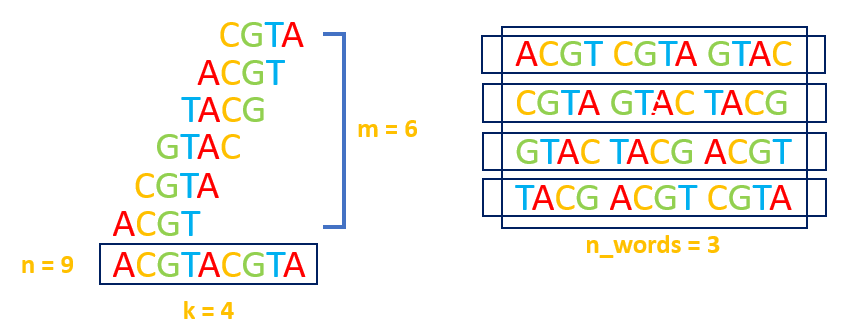 CGTA
ACGT
TACG
GTAC
CGTA
ACGT
m = 6
n = 9
ACGTACGTA
k = 4
ACGT CGTA GTAC
CGTA GTAC TACG
GTAC TACG ACGT
TACG ACGT CGTA
n_words = 3